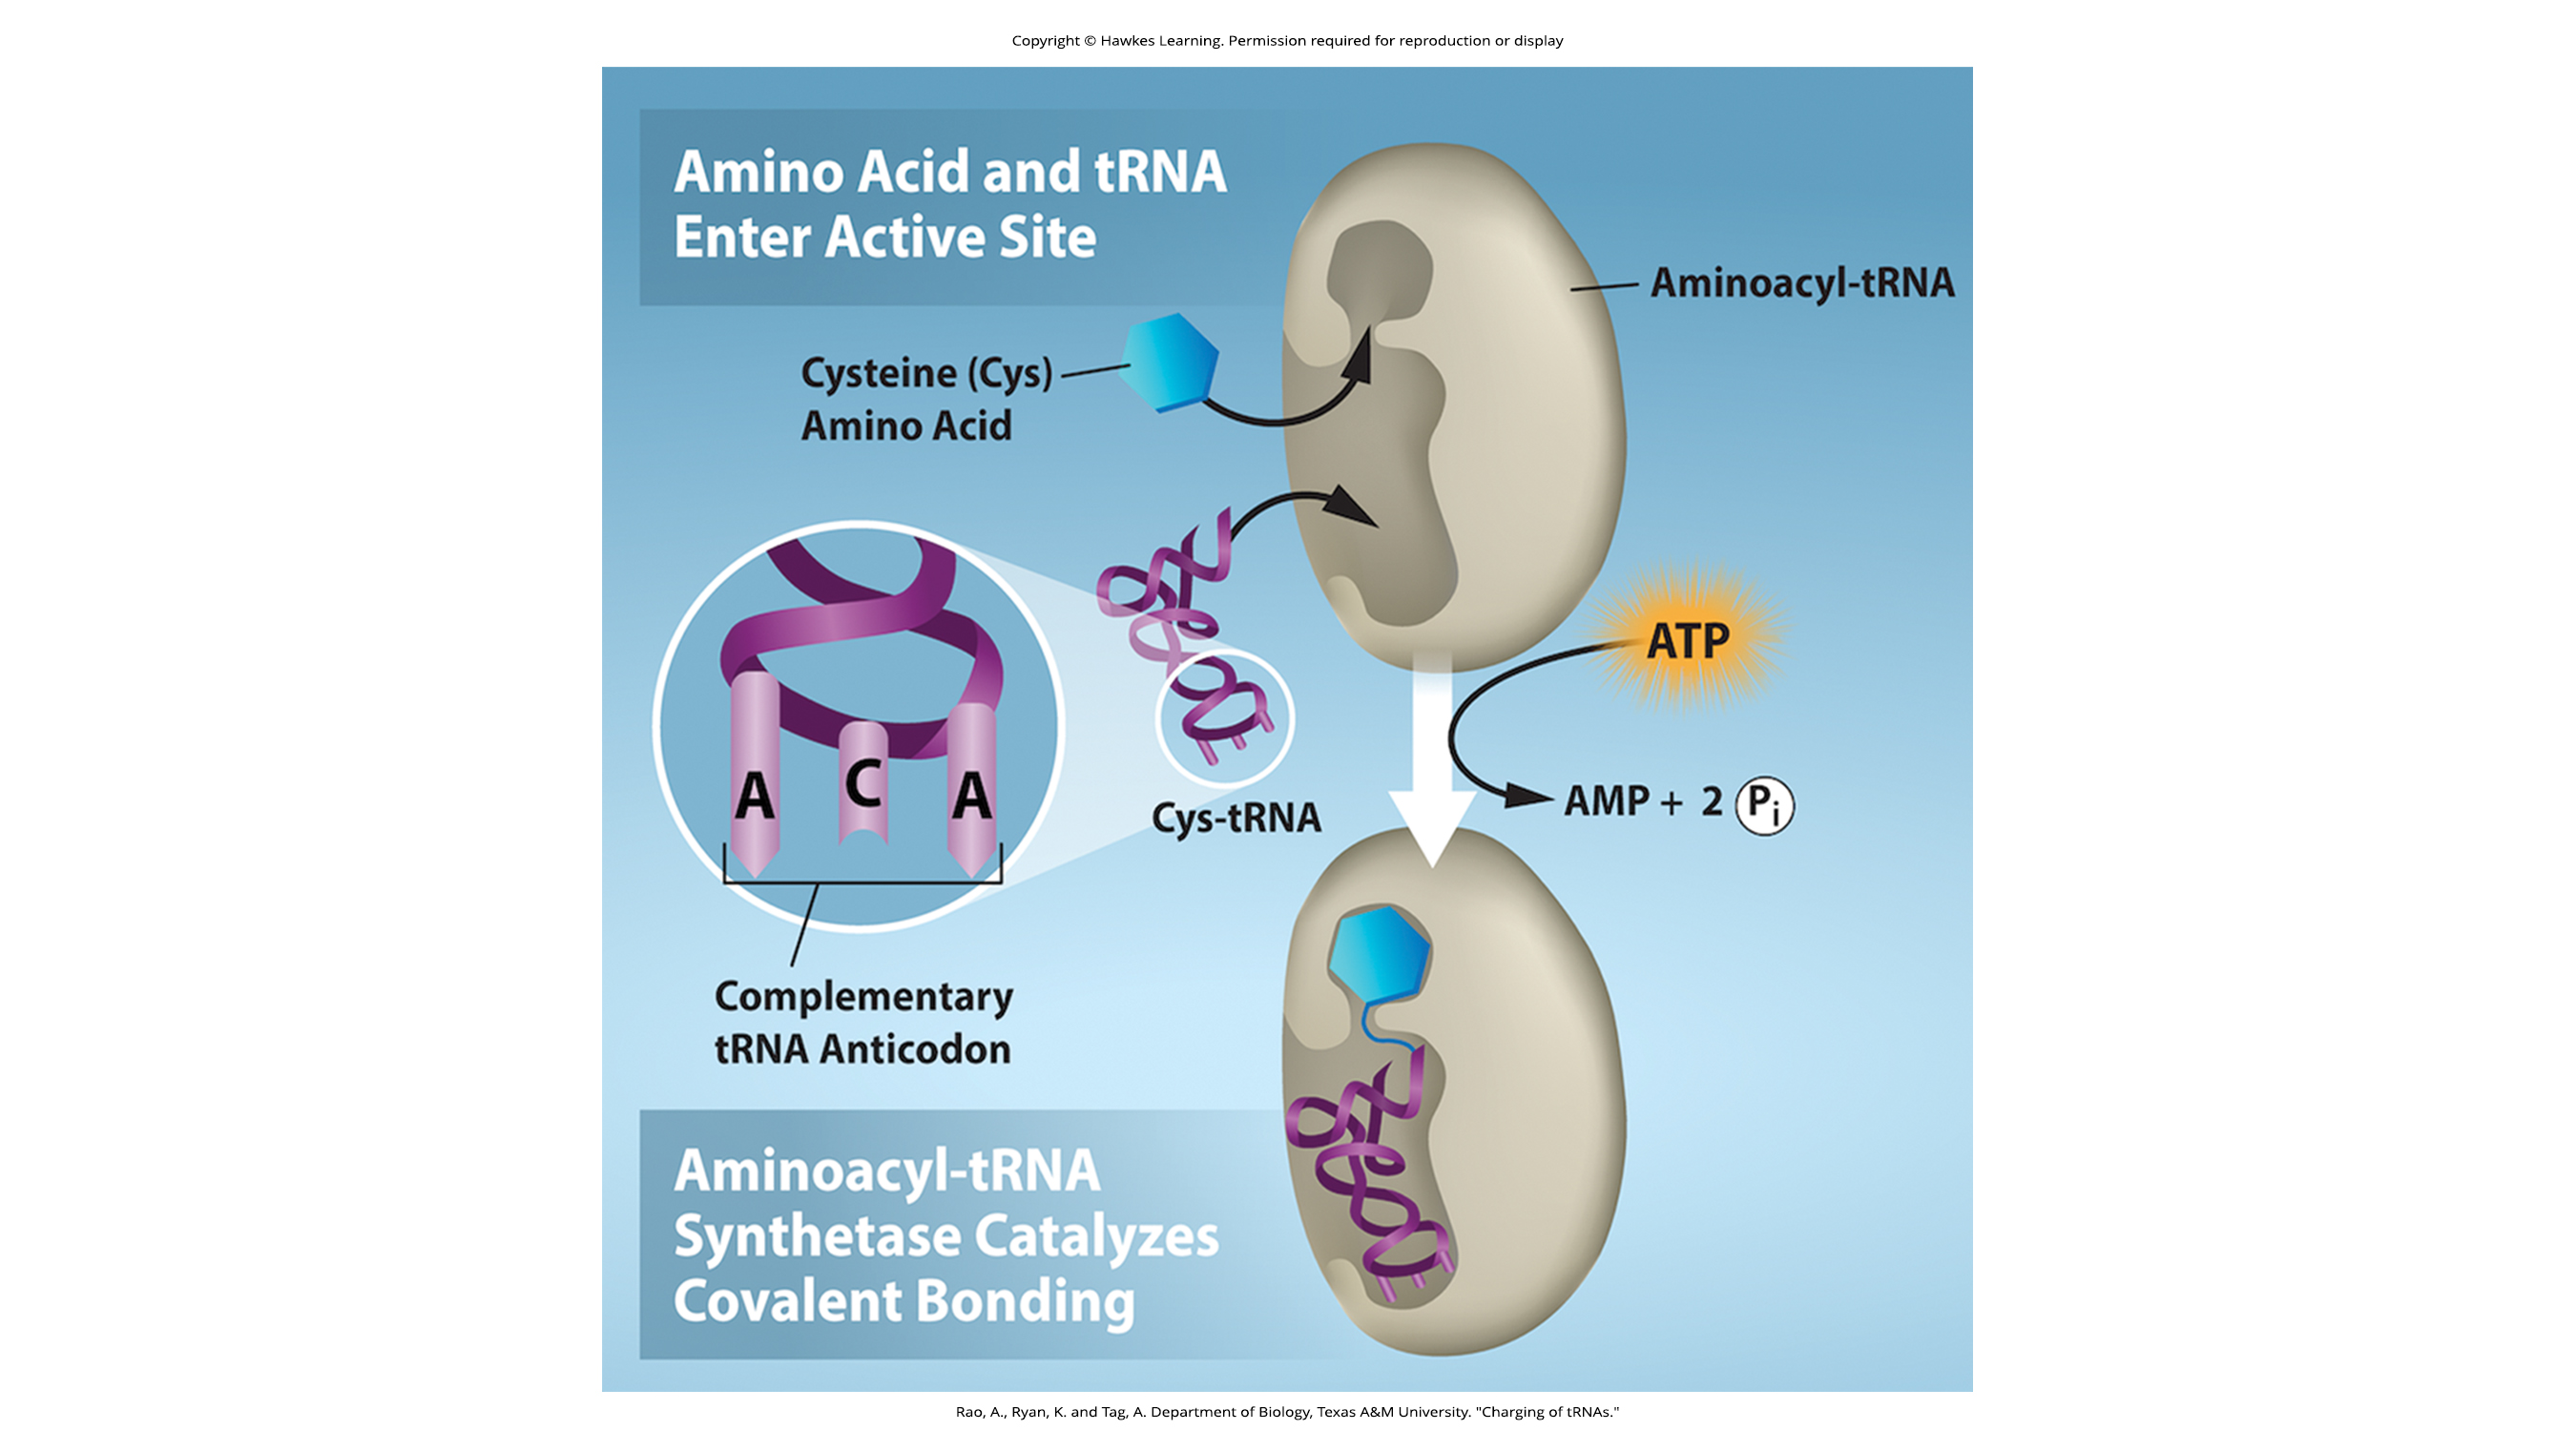 Copyright © Hawkes Learning. Permission required for reproduction or display
Amino Acid and tRNA
Enter Active Site
Aminoacyl-tRNA
Cysteine (Cys)
Amino Acid
ATP
A C A
Cys-tRNA
AMP + 2 Pi
Complementary
tRNA Anticodon
Aminoacyl-tRNA
Synthetase Catalyzes
Covalent Bonding
Rao, A., Ryan, K. and Tag, A. Department of Biology, Texas A&M University. "Charging of tRNAs."